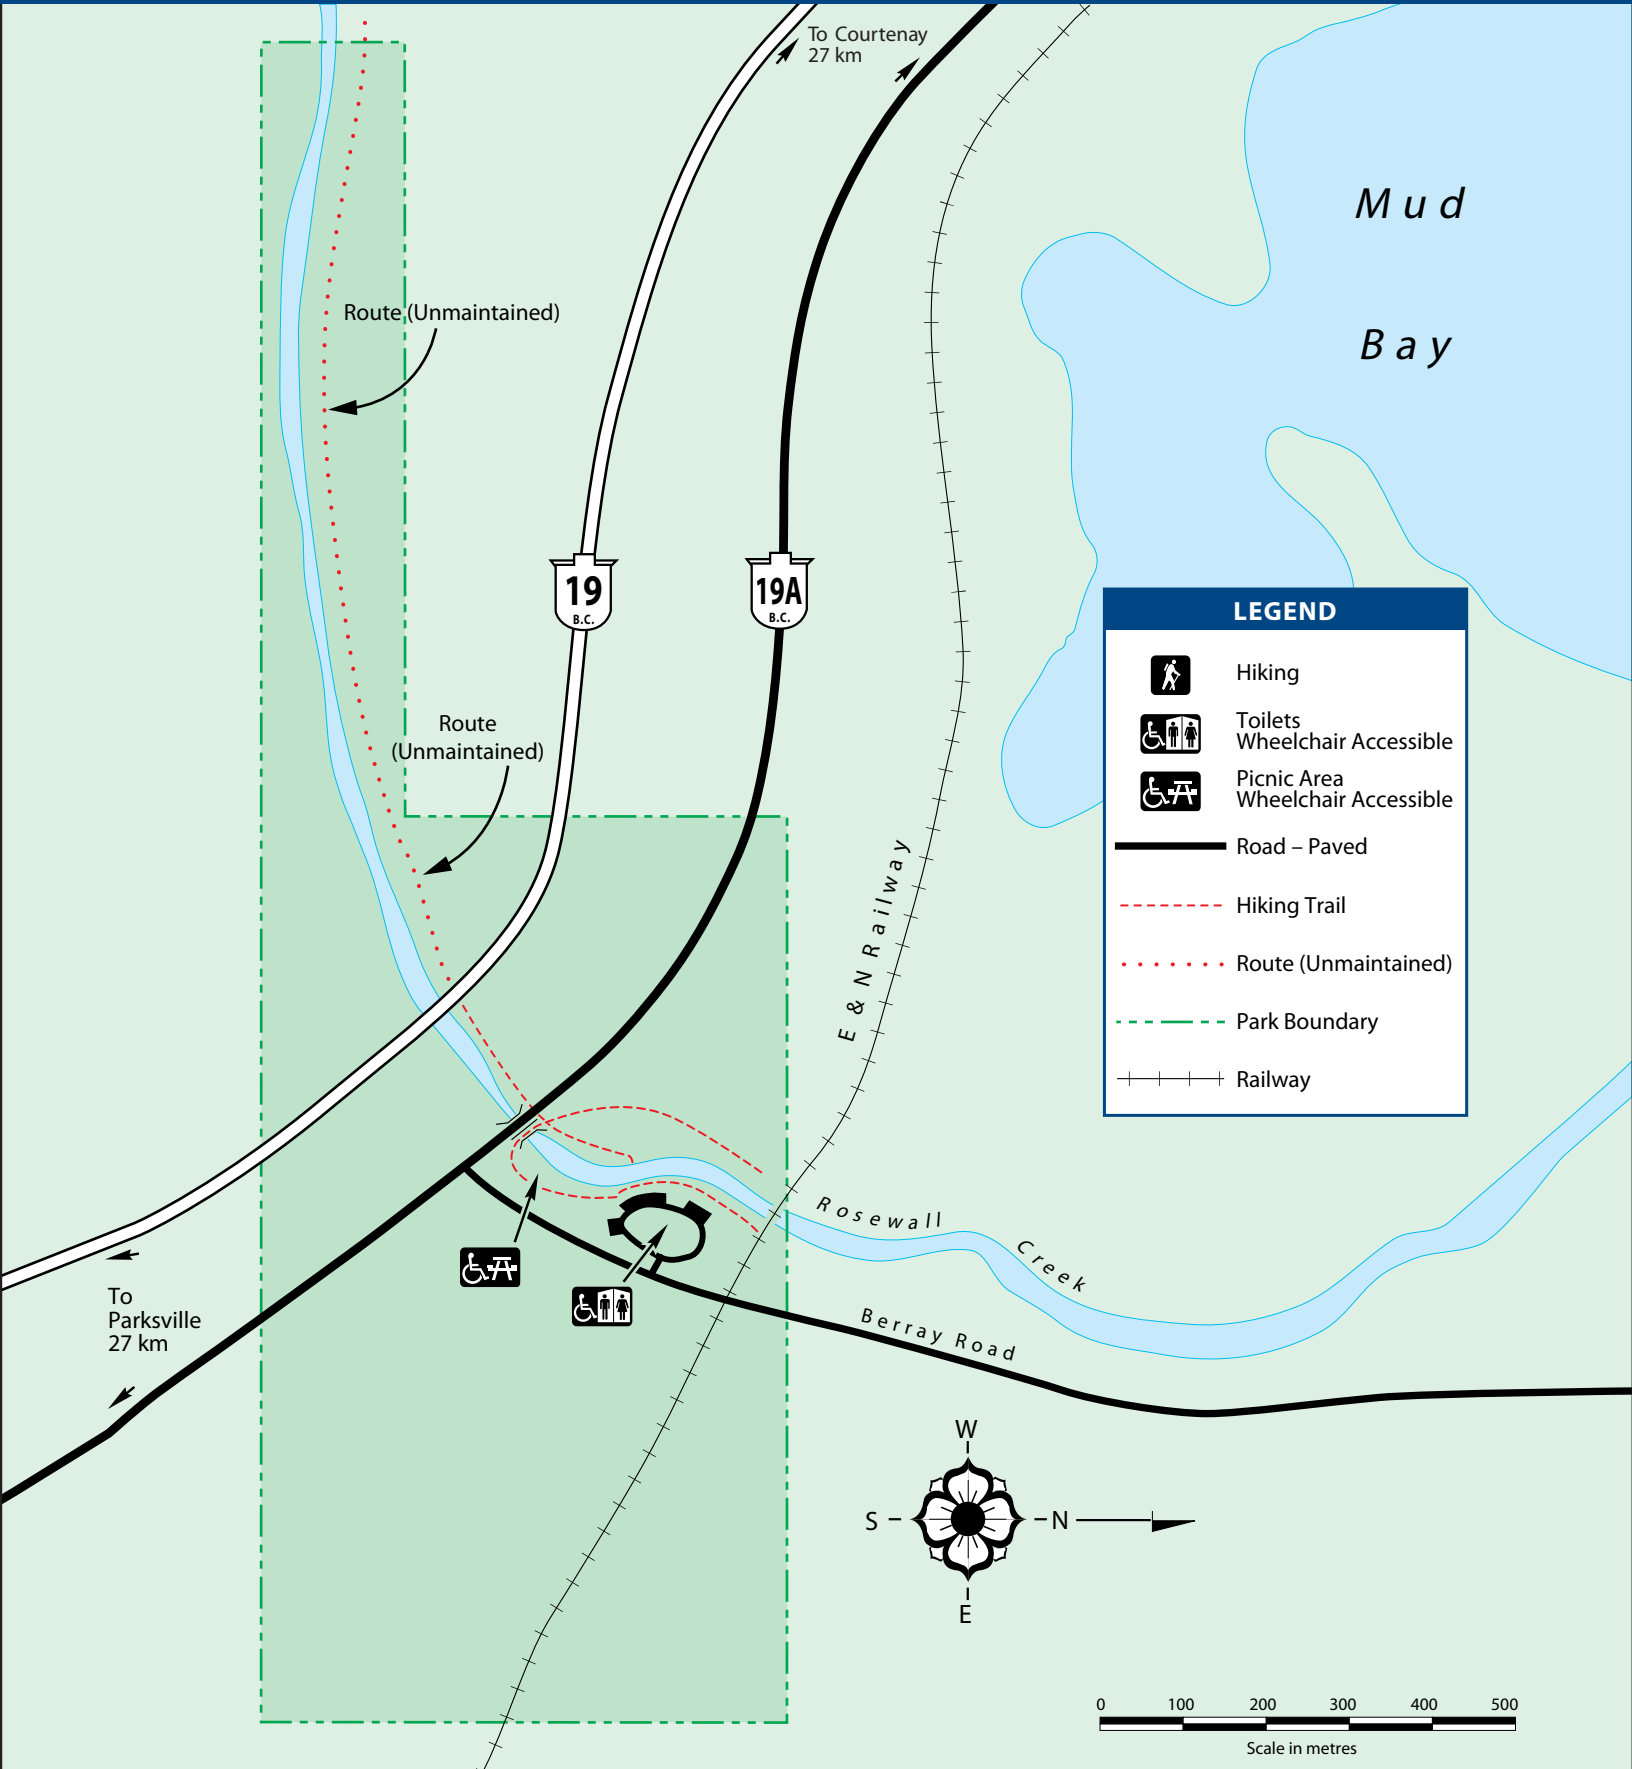 To Courtenay
27 km
Mud
Bay
Route (Unmaintained)
19
B.C.
19A
B.C.
Route
(Unmaintained)
LEGEND
Hiking
Toilets
Wheelchair Accessible
Picnic Area
Wheelchair Accessible
Road – Paved
Hiking Trail
Route (Unmaintained)
Park Boundary
Railway
E & N Railway
Rosewall
Creek
To
Parksville
27 km
Berray Road
W
S
N
E
0 100 200 300 400 500
Scale in metres